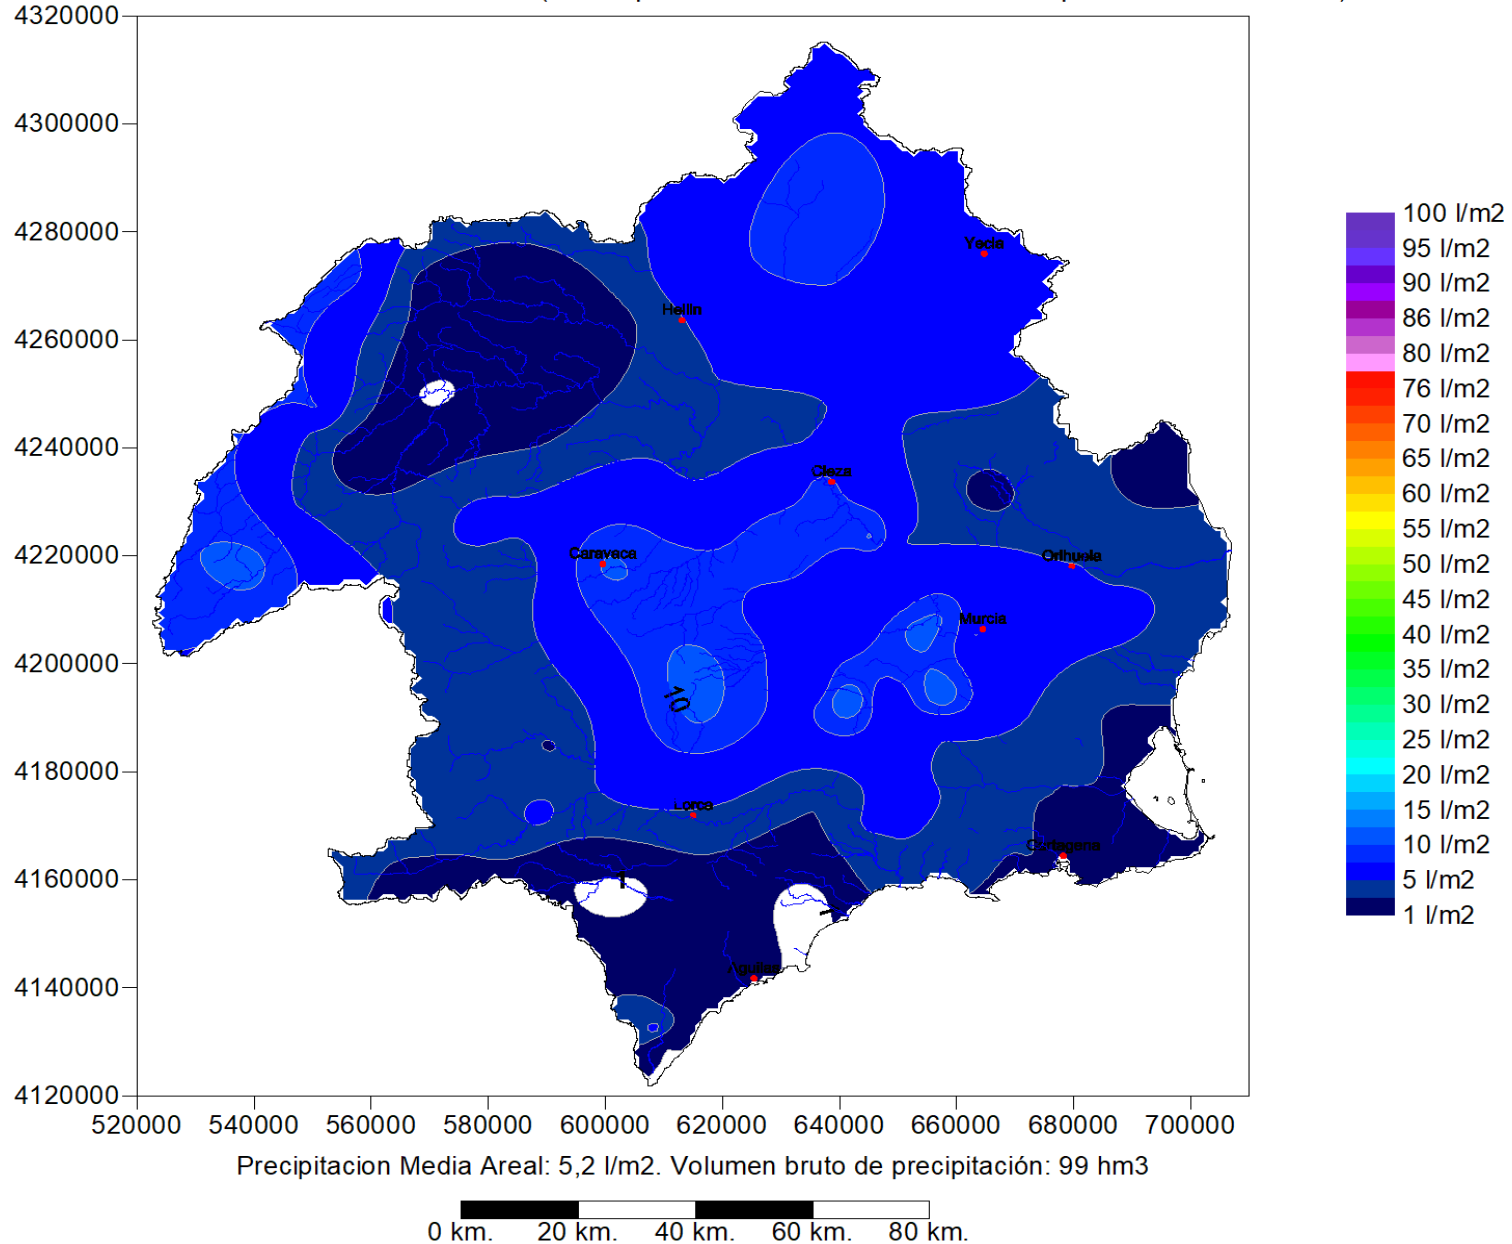 4320000
4300000
4280000
4260000
4240000
4220000
4200000
4180000
4160000
4140000
4120000
520000 540000 560000 580000 600000 620000 640000 660000 680000 700000
Yecla
Hellin
Cieza
Caravaca
Orihuela
Murcia
10
Lorca
Cartagena
1
1
Aguilas
100 l/m2
95 l/m2
90 l/m2
86 l/m2
80 l/m2
76 l/m2
70 l/m2
65 l/m2
60 l/m2
55 l/m2
50 l/m2
45 l/m2
40 l/m2
35 l/m2
30 l/m2
25 l/m2
20 l/m2
15 l/m2
10 l/m2
5 l/m2
1 l/m2
Precipitacion Media Areal: 5,2 l/m2. Volumen bruto de precipitación: 99 hm3
0 km. 20 km. 40 km. 60 km. 80 km.